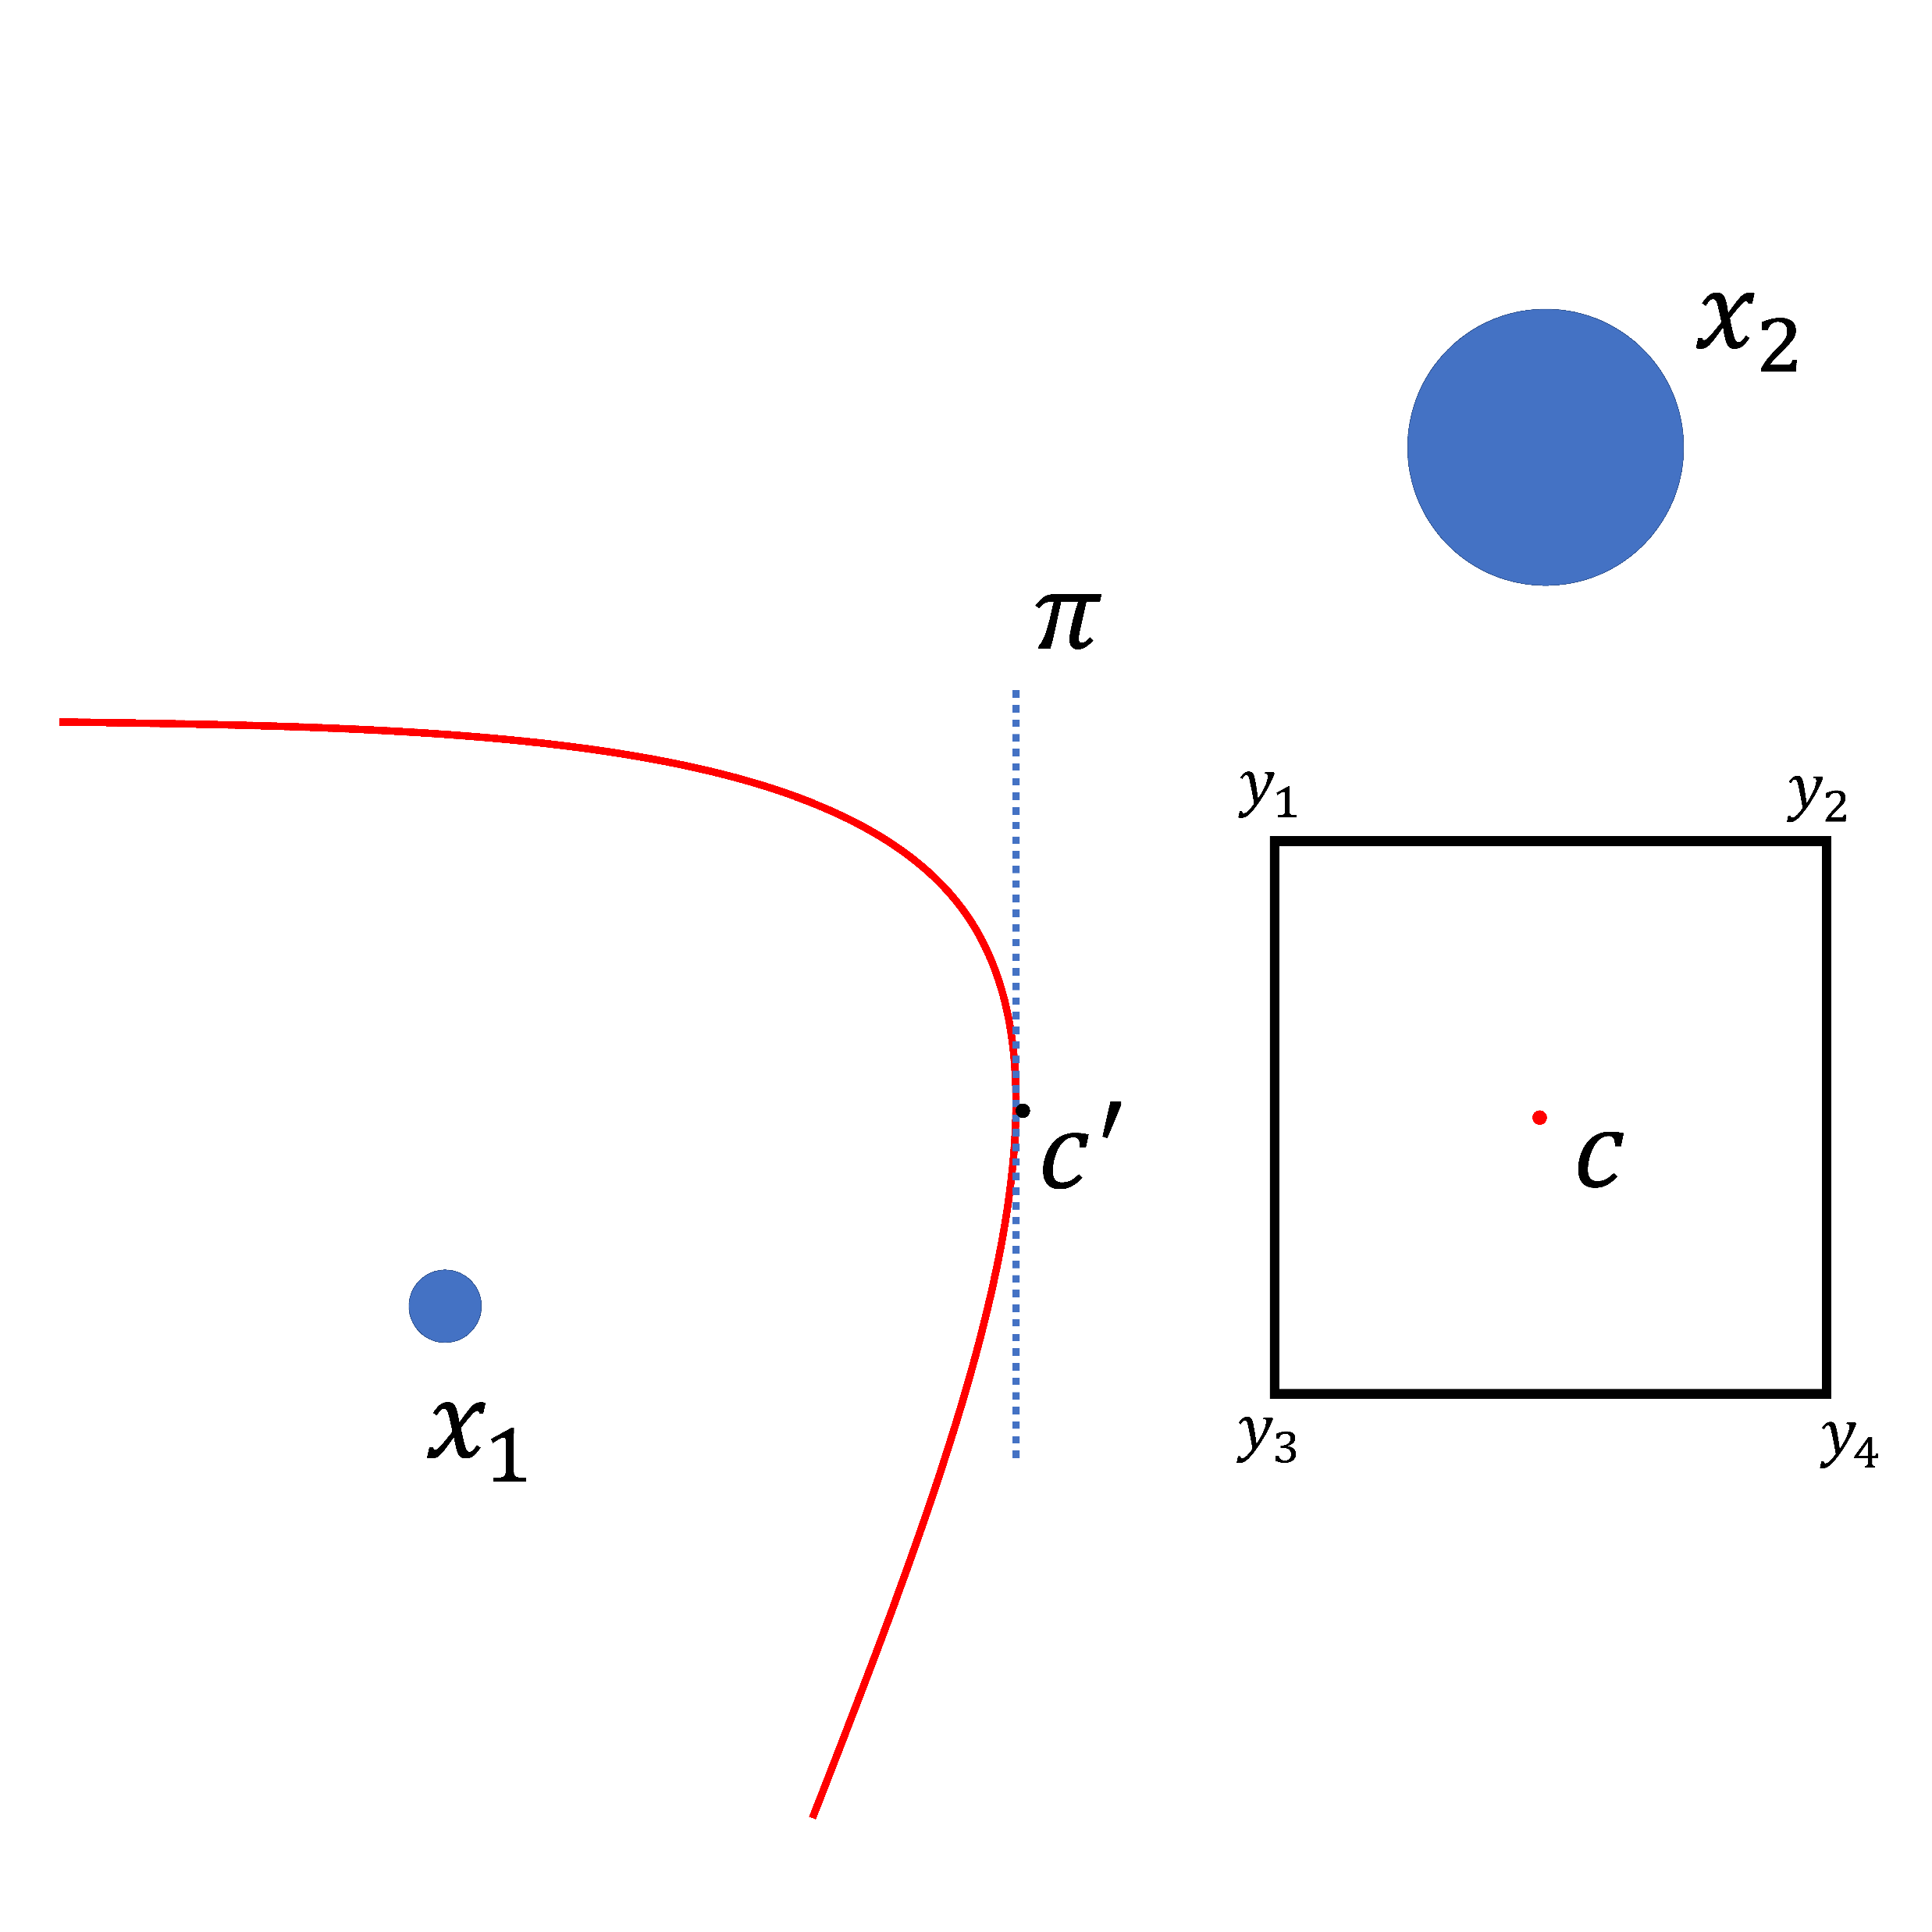 x₂
π
y₁
y₂
c′
c
x₁
y₃
y₄